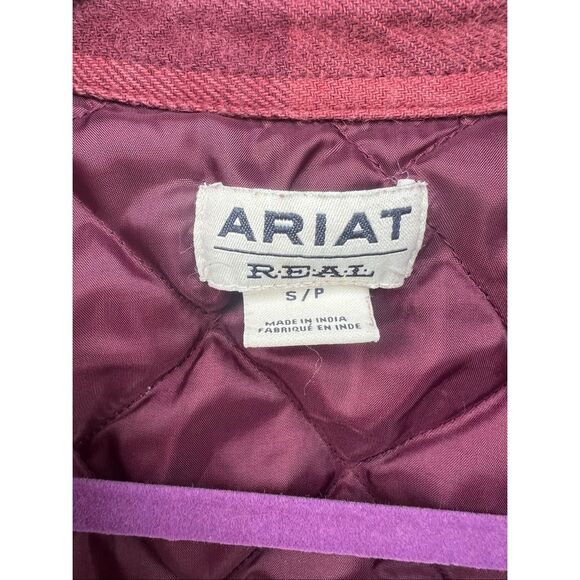 ARIAT
REAL
S/P
MADE IN INDIA
FABRIQUÉ EN INDE